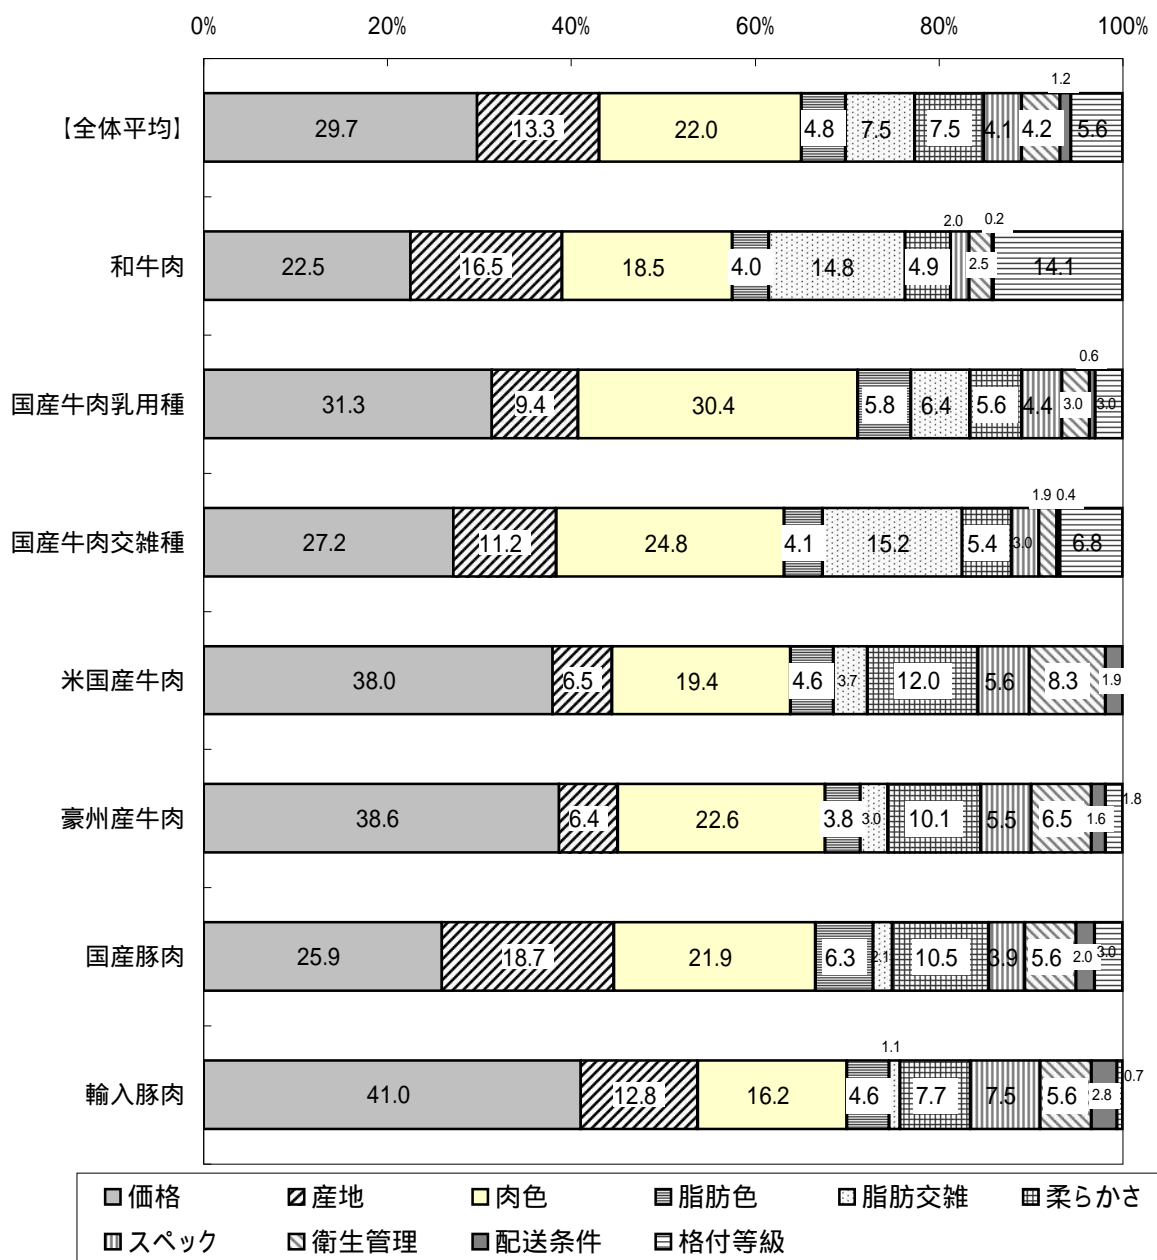 0% 20% 40% 60% 80% 100%
1.2
【全体平均】 29.7 13.3 22.0 4.8 7.5 7.5 4.1 4.2 5.6
2.0 0.2
和牛肉 22.5 16.5 18.5 4.0 14.8 4.9 2.5 14.1
0.6
国産牛肉乳用種 31.3 9.4 30.4 5.8 6.4 5.6 4.4 3.0 3.0
1.9 0.4
国産牛肉交雑種 27.2 11.2 24.8 4.1 15.2 5.4 3.0 6.8
米国産牛肉 38.0 6.5 19.4 4.6 3.7 12.0 5.6 8.3 1.9
1.8
豪州産牛肉 38.6 6.4 22.6 3.8 3.0 10.1 5.5 6.5 1.6
国産豚肉 25.9 18.7 21.9 6.3 2.1 10.5 3.9 5.6 2.0 3.0
1.1
0.7
輸入豚肉 41.0 12.8 16.2 4.6 7.7 7.5 5.6 2.8
価格 産地 肉色 脂肪色 脂肪交雑 柔らかさ
スペック 衛生管理 配送条件 格付等級